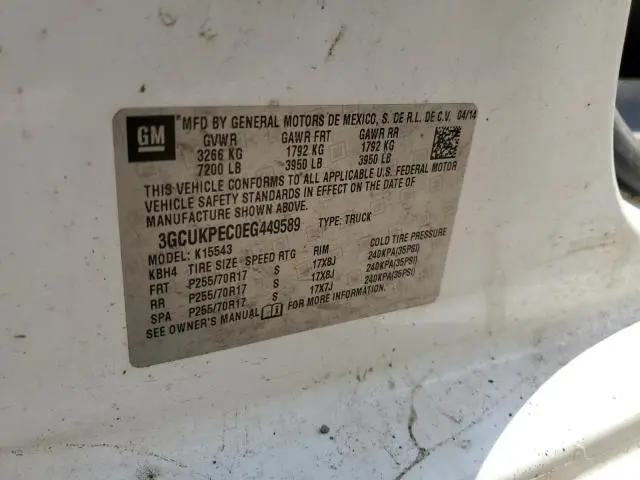 GM
*MFD BY GENERAL MOTORS DE MEXICO, S. DE R.L. DE C.V. 04/14
GVWR GAWR FRT GAWR RR
3266 KG 1792 KG 1792 KG
7200 LB 3950 LB 3950 LB
THIS VEHICLE CONFORMS TO ALL APPLICABLE U.S. FEDERAL MOTOR
VEHICLE SAFETY STANDARDS IN EFFECT ON THE DATE OF
MANUFACTURE SHOWN ABOVE.
3GCUKPEC0EG449589 TYPE: TRUCK
MODEL: K15543
KBH4 TIRE SIZE SPEED RTG RIM COLD TIRE PRESSURE
FRT P255/70R17 S 17X8J 240KPA(35PSI)
RR P255/70R17 S 17X8J 240KPA(35PSI)
SPA P255/70R17 S 17X7J 240KPA(35PSI)
SEE OWNER'S MANUAL FOR MORE INFORMATION.